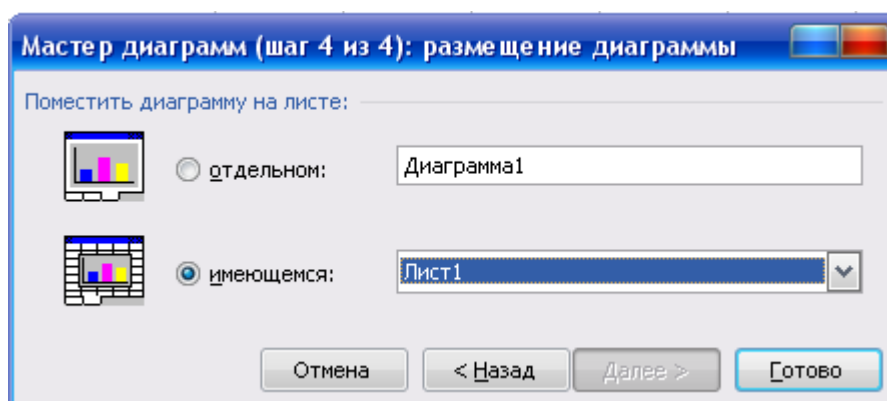 Мастер диаграмм (шаг 4 из 4): размещение диаграммы
Поместить диаграмму на листе:
отдельном: Диаграмма1
имеющемся: Лист1
Отмена < Назад Далее > Готово